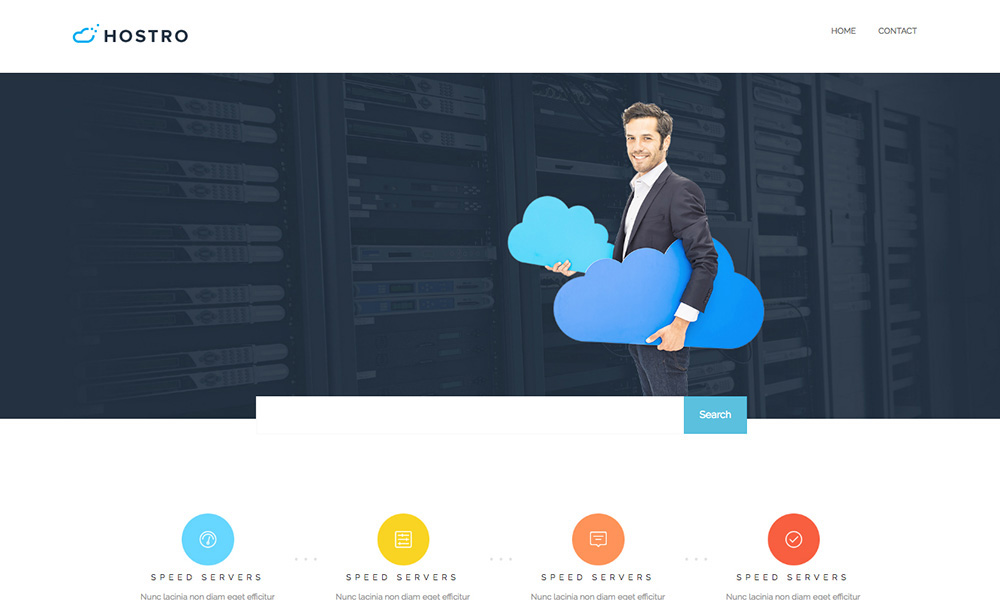 HOSTRO
HOME CONTACT
Search
SPEED SERVERS SPEED SERVERS SPEED SERVERS SPEED SERVERS
Nunc lacinia non diam eget efficitur Nunc lacinia non diam eget efficitur Nunc lacinia non diam eget efficitur Nunc lacinia non diam eget efficitur